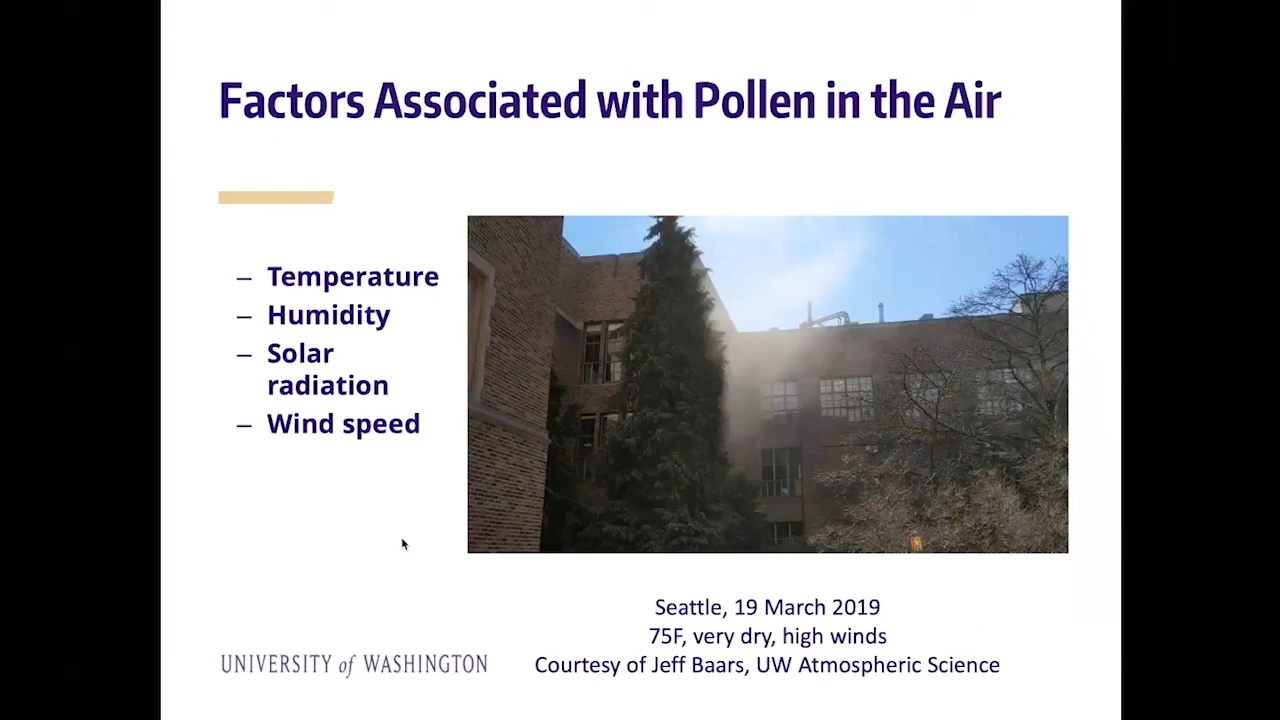 Factors Associated with Pollen in the Air
– Temperature
– Humidity
– Solar
radiation
– Wind speed
Seattle, 19 March 2019
75F, very dry, high winds
Courtesy of Jeff Baars, UW Atmospheric Science
UNIVERSITY of WASHINGTON